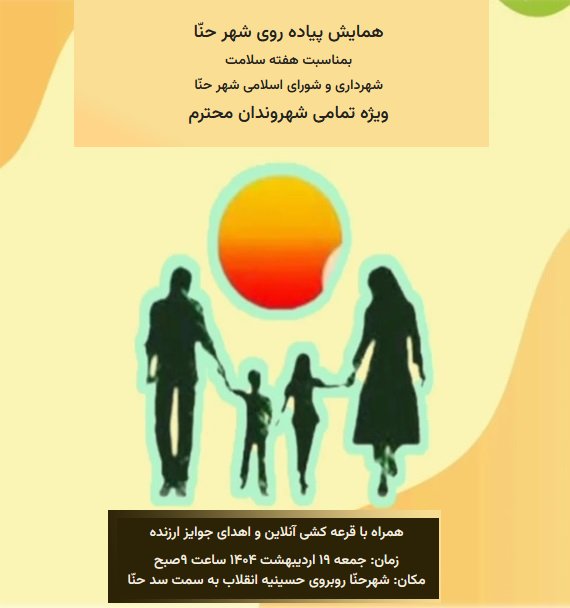 همایش پیاده روی شهر حنّا
بمناسبت هفته سلامت
شهرداری و شورای اسلامی شهر حنّا
ویژه تمامی شهروندان محترم
همراه با قرعه کشی آنلاین و اهدای جوایز ارزنده
زمان: جمعه ۱۹ اردیبهشت ۱۴۰۴ ساعت ۹صبح
مکان: شهرحنّا روبروی حسینیه انقلاب به سمت سد حنّا